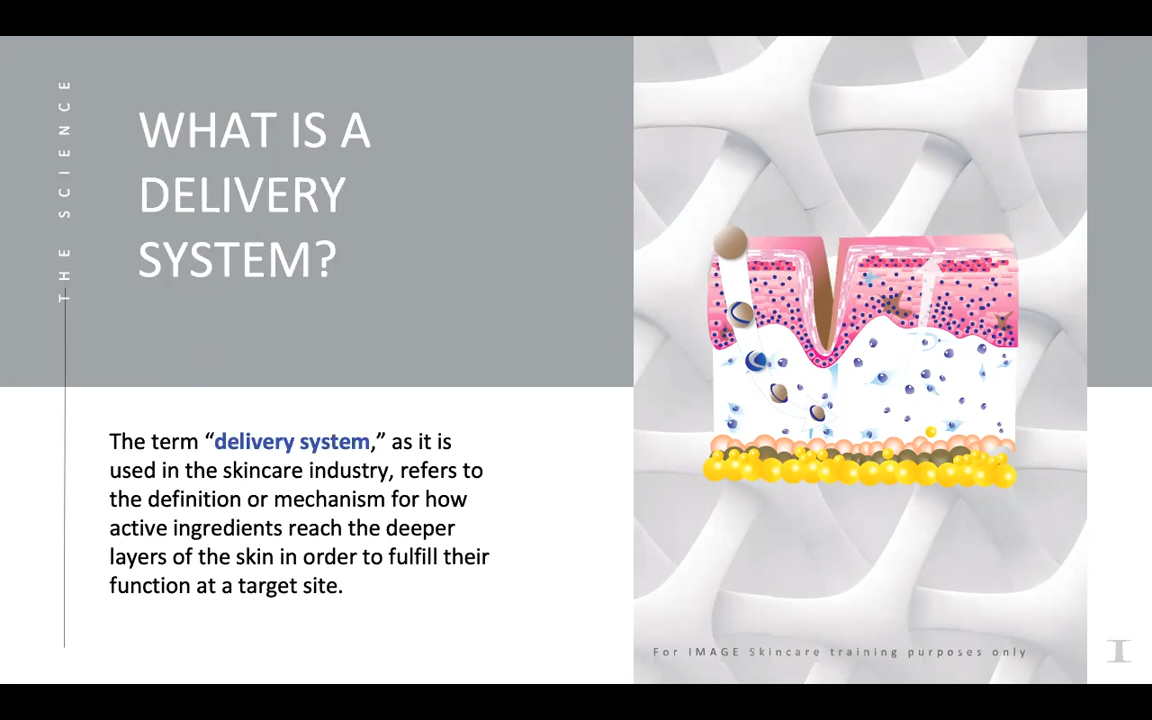 THE SCIENCE
WHAT IS A
DELIVERY
SYSTEM?
The term “delivery system,” as it is
used in the skincare industry, refers to
the definition or mechanism for how
active ingredients reach the deeper
layers of the skin in order to fulfill their
function at a target site.
For IMAGE Skincare training purposes only
I